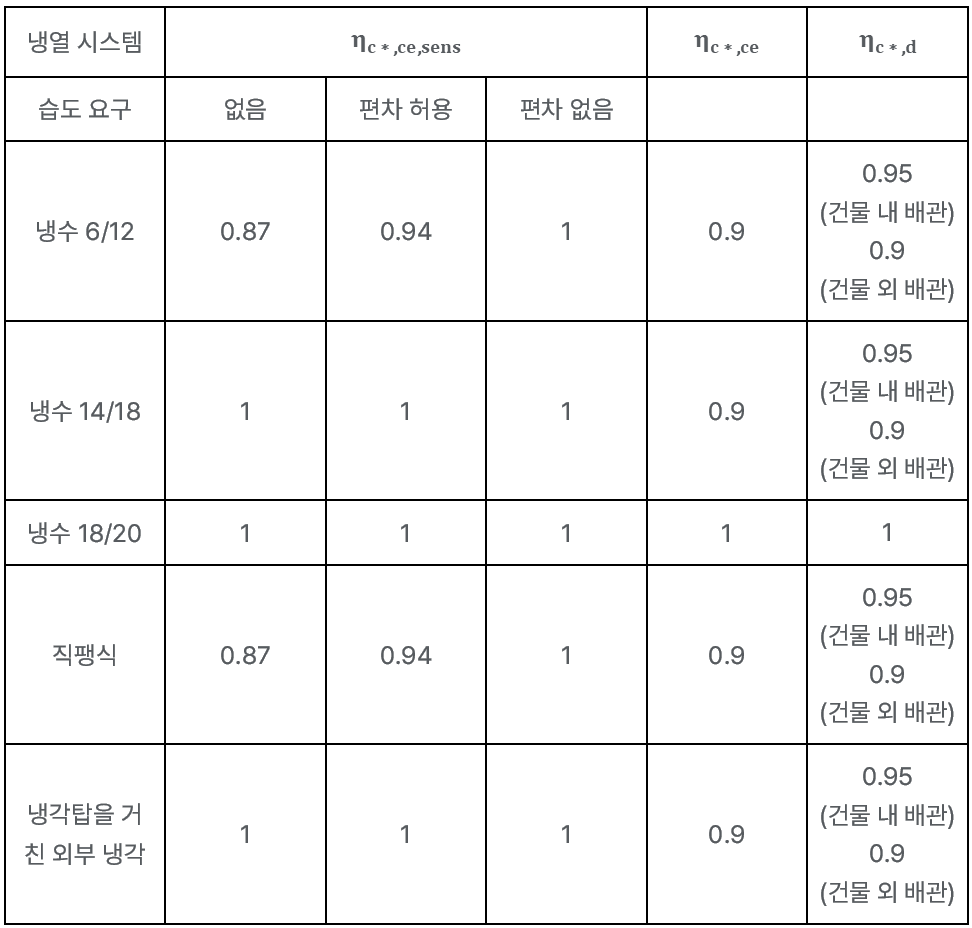 냉열 시스템 η_c*,ce,sens η_c*,ce η_c*,d
습도 요구 없음 편차 허용 편차 없음
냉수 6/12 0.87 0.94 1 0.9 0.95
(건물 내 배관)
0.9
(건물 외 배관)
냉수 14/18 1 1 1 0.9 0.95
(건물 내 배관)
0.9
(건물 외 배관)
냉수 18/20 1 1 1 1 1
직팽식 0.87 0.94 1 0.9 0.95
(건물 내 배관)
0.9
(건물 외 배관)
냉각탑을 거
친 외부 냉각 1 1 1 0.9 0.95
(건물 내 배관)
0.9
(건물 외 배관)